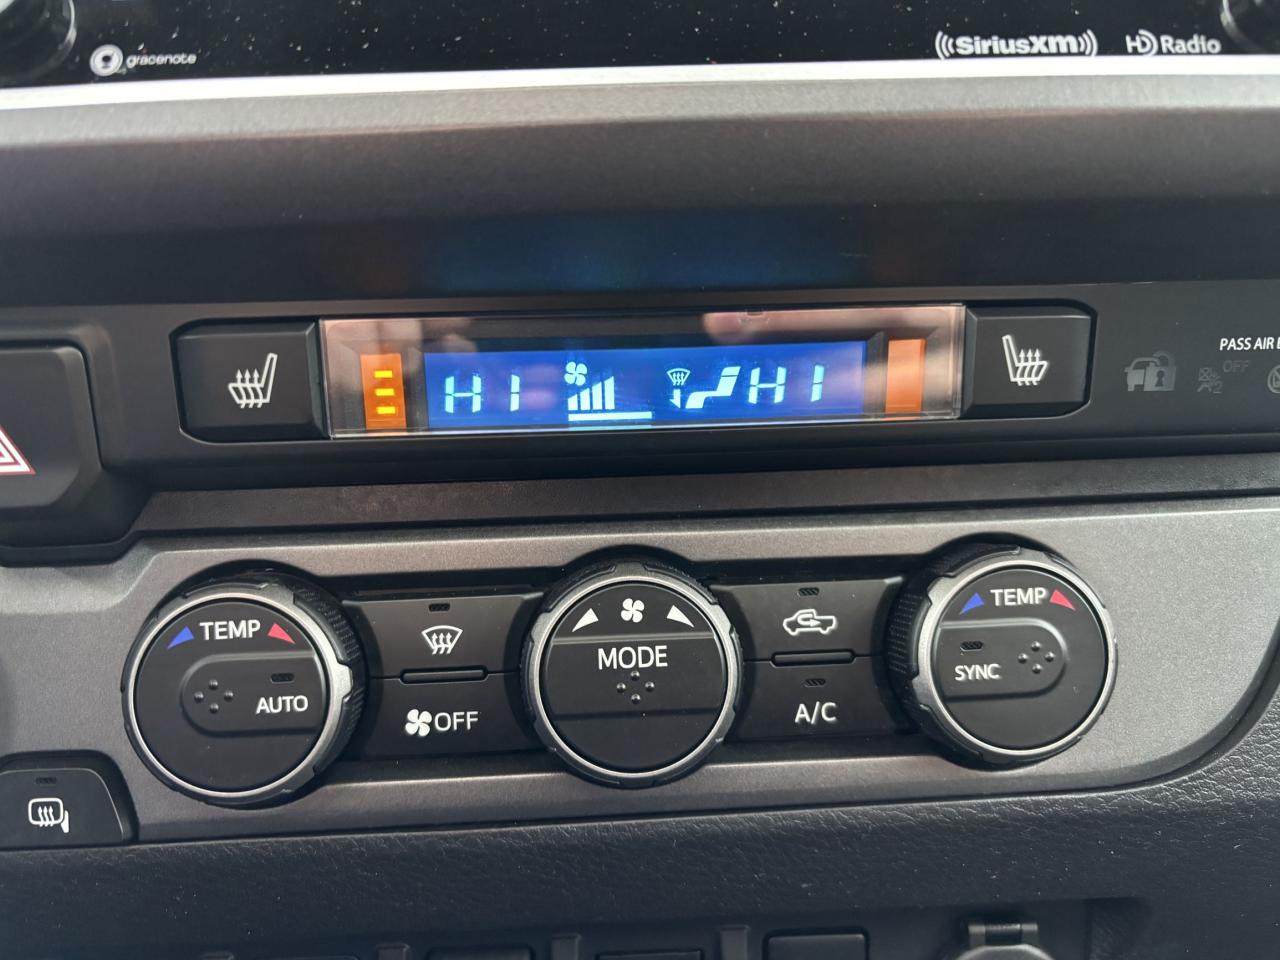 gracenote
((SiriusXM))
HD Radio
PASS AIR
OFF
HI
HI
TEMP
AUTO
OFF
MODE
A/C
TEMP
SYNC